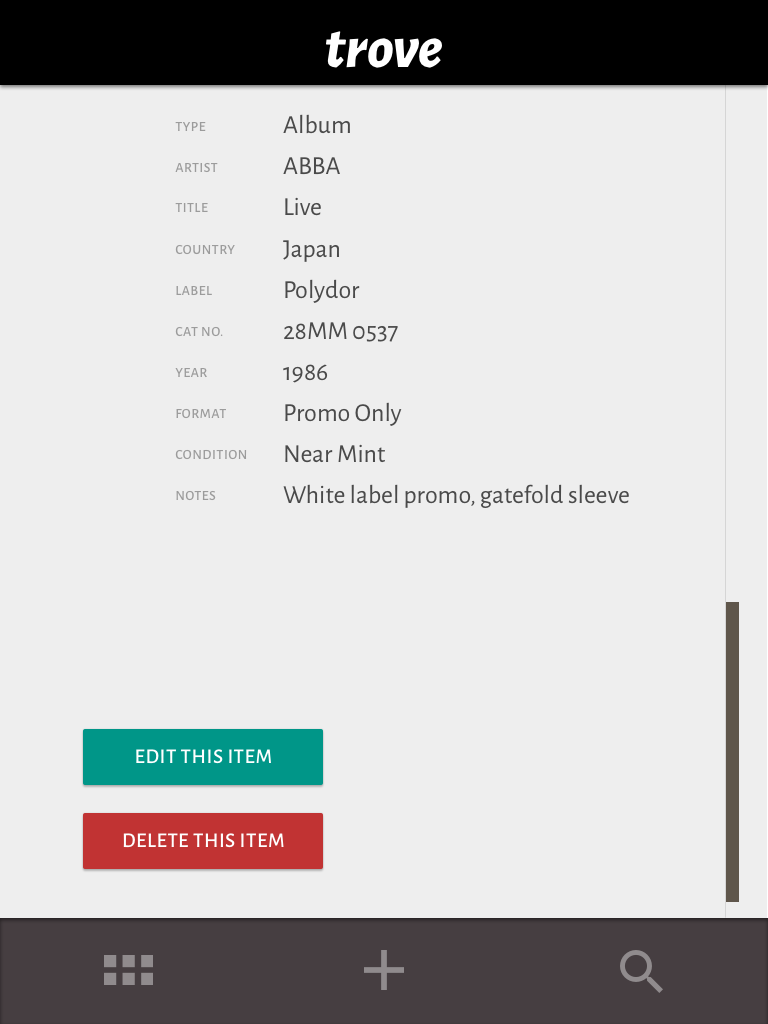 trove
TYPE Album
ARTIST ABBA
TITLE Live
COUNTRY Japan
LABEL Polydor
CAT NO. 28MM 0537
YEAR 1986
FORMAT Promo Only
CONDITION Near Mint
NOTES White label promo, gatefold sleeve
EDIT THIS ITEM
DELETE THIS ITEM